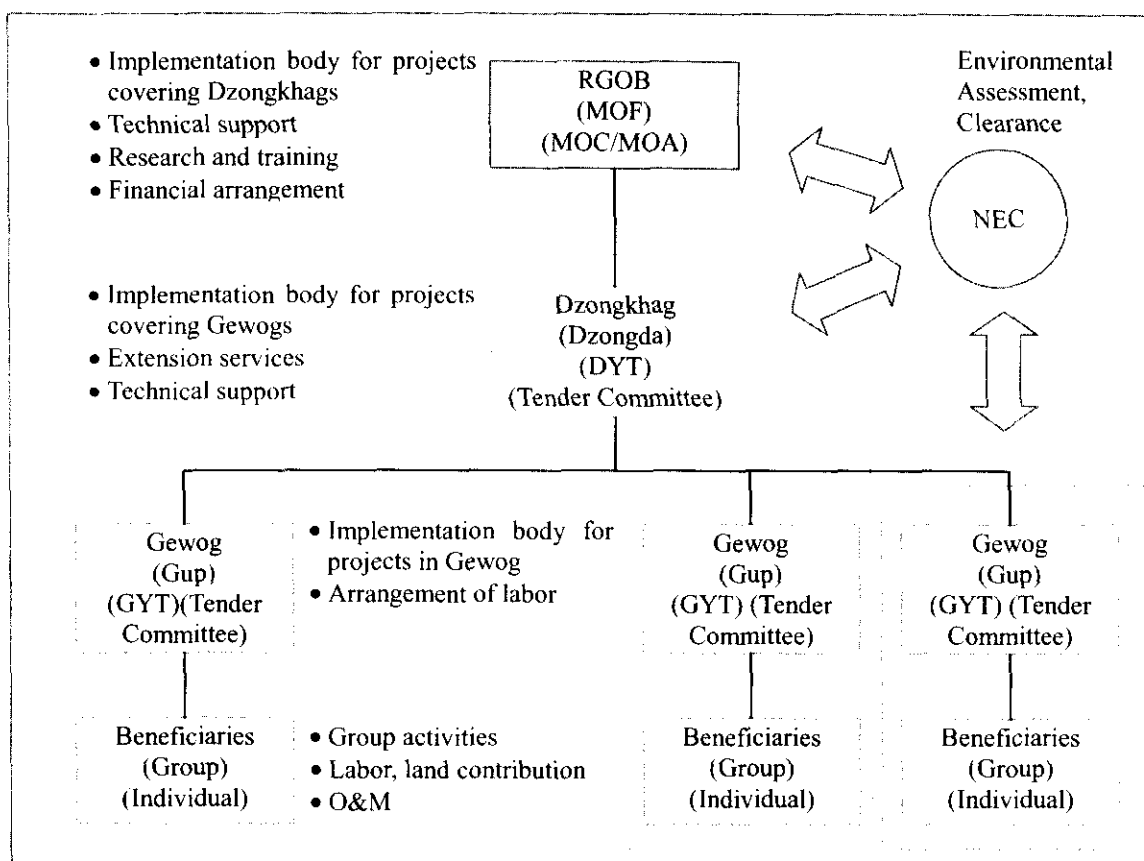 • Implementation body for projects
covering Dzongkhags
• Technical support
• Research and training
• Financial arrangement
RGOB
(MOF)
(MOC/MOA)
Environmental
Assessment,
Clearance
NEC
• Implementation body for projects
covering Gewogs
• Extension services
• Technical support
Dzongkhag
(Dzongda)
(DYT)
(Tender Committee)
Gewog
(Gup)
(GYT)(Tender
Committee)
• Implementation body for
projects in Gewog
• Arrangement of labor
Gewog
(Gup)
(GYT) (Tender
Committee)
Gewog
(Gup)
(GYT) (Tender
Committee)
Beneficiaries
(Group)
(Individual)
• Group activities
• Labor, land contribution
• O&M
Beneficiaries
(Group)
(Individual)
Beneficiaries
(Group)
(Individual)